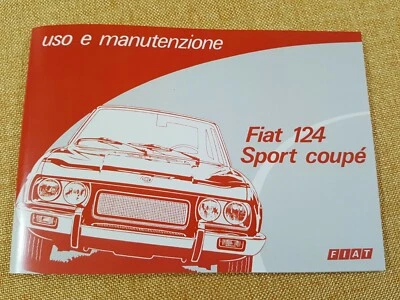 uso e manutenzione
Fiat 124
Sport coupé
FIAT